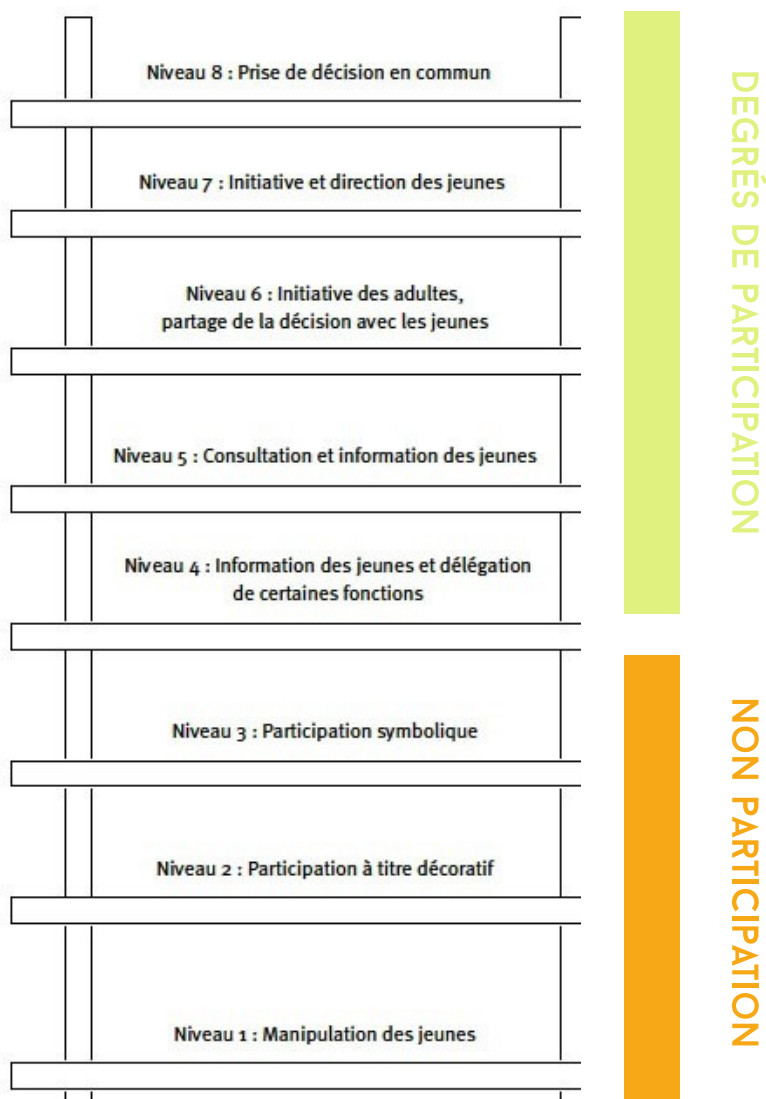 Niveau 8 : Prise de décision en commun
Niveau 7 : Initiative et direction des jeunes
Niveau 6 : Initiative des adultes,
partage de la décision avec les jeunes
Niveau 5 : Consultation et information des jeunes
Niveau 4 : Information des jeunes et délégation
de certaines fonctions
Niveau 3 : Participation symbolique
Niveau 2 : Participation à titre décoratif
Niveau 1 : Manipulation des jeunes
DEGRÉS DE PARTICIPATION
NON PARTICIPATION